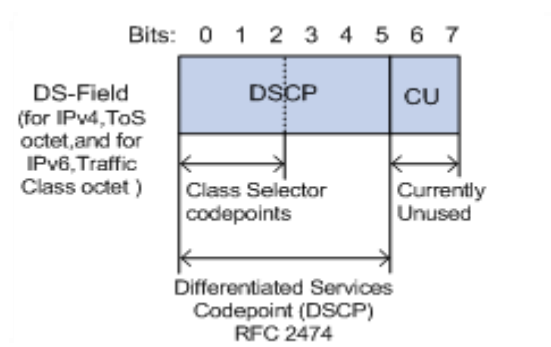 Bits: 0 1 2 3 4 5 6 7
DS-Field
(for IPv4,ToS
octet,and for
IPv6,Traffic
Class octet )
DSCP
CU
Class Selector
codepoints
Currently
Unused
Differentiated Services
Codepoint (DSCP)
RFC 2474